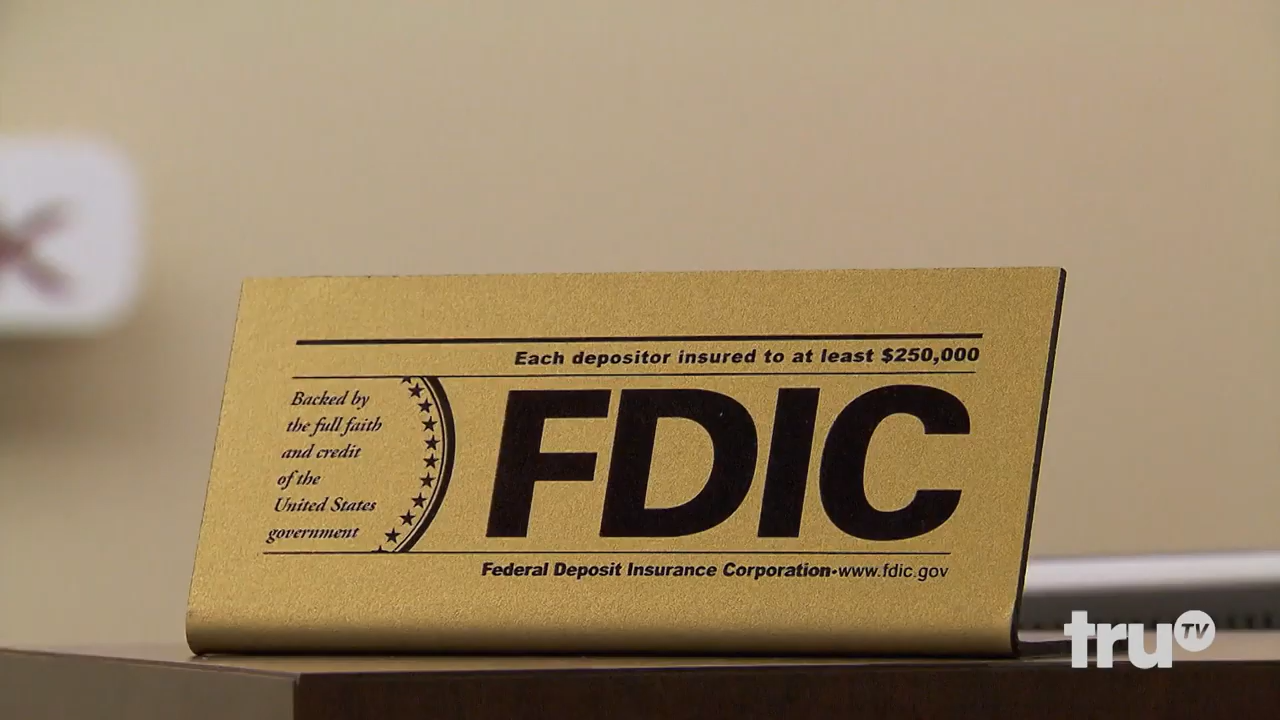 Each depositor insured to at least $250,000
Backed by
the full faith
and credit
of the
United States
government
FDIC
Federal Deposit Insurance Corporation•www.fdic.gov
truTV